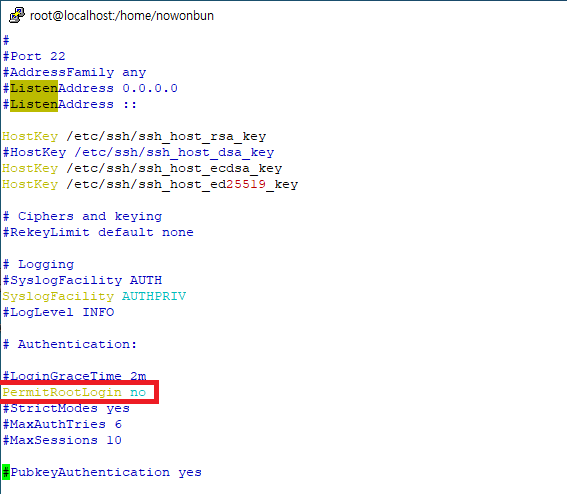 root@localhost:/home/nowonbun
#
#Port 22
#AddressFamily any
#ListenAddress 0.0.0.0
#ListenAddress ::
HostKey /etc/ssh/ssh_host_rsa_key
#HostKey /etc/ssh/ssh_host_dsa_key
HostKey /etc/ssh/ssh_host_ecdsa_key
HostKey /etc/ssh/ssh_host_ed25519_key
# Ciphers and keying
#RekeyLimit default none
# Logging
#SyslogFacility AUTH
SyslogFacility AUTHPRIV
#LogLevel INFO
# Authentication:
#LoginGraceTime 2m
PermitRootLogin no
#StrictModes yes
#MaxAuthTries 6
#MaxSessions 10
#PubkeyAuthentication yes